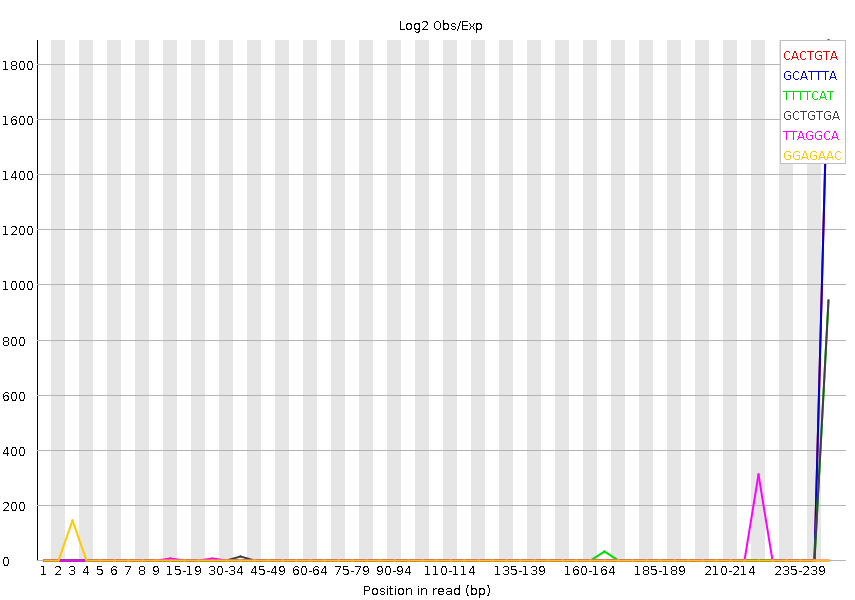 Log2 Obs/Exp
1800
1600
1400
1200
1000
800
600
400
200
0
CACTGTA
GCATTTA
TTTTCAT
GCTGTGA
TTAGGCA
GGAGAAC
1 2 3 4 5 6 7 8 9 15-19 30-34 45-49 60-64 75-79 90-94 110-114 135-139 160-164 185-189 210-214 235-239
Position in read (bp)